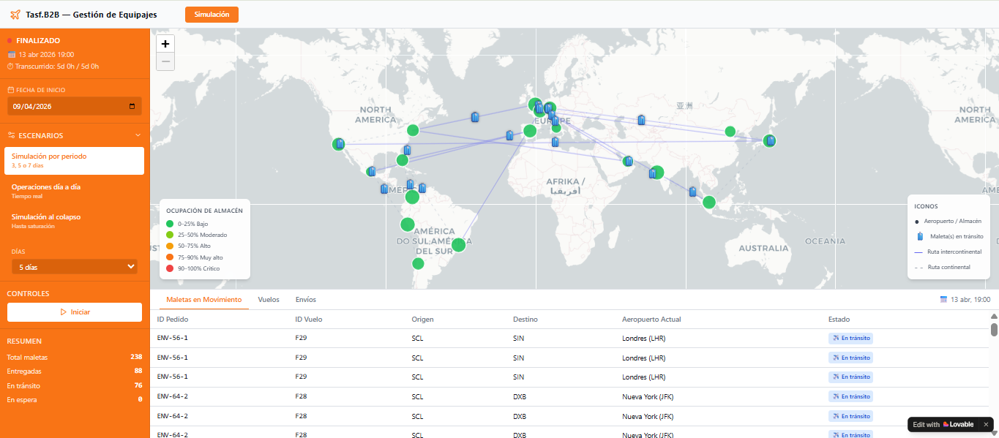 Tasf.B2B — Gestión de Equipajes
Simulación
FINALIZADO
13 abr 2026 19:00
Transcurrido: 5d 0h / 5d 0h
FECHA DE INICIO
09/04/2026
ESCENARIOS
Simulación por periodo
3, 5 o 7 días
Operaciones día a día
Tiempo real
Simulación al colapso
Hasta saturación
DÍAS
5 días
CONTROLES
Iniciar
RESUMEN
Total maletas 238
Entregadas 88
En tránsito 76
En espera 0
+
−
NORTH
AMERICA
EUROPE
亚洲
NORTH
AMERICA
AFRIKA /
أفريقيا
AMÉRICA
DO SUL AMÉRICA
DEL SUR
AUSTRALIA
OCEANIA
OCUPACIÓN DE ALMACÉN
0–25% Bajo
25–50% Moderado
50–75% Alto
75–90% Muy alto
90–100% Crítico
ICONOS
Aeropuerto / Almacén
Maleta(s) en tránsito
Ruta intercontinental
Ruta continental
Maletas en Movimiento Vuelos Envíos 13 abr, 19:00
ID Pedido ID Vuelo Origen Destino Aeropuerto Actual Estado
ENV-56-1 F29 SCL SIN Londres (LHR) En tránsito
ENV-56-1 F29 SCL SIN Londres (LHR) En tránsito
ENV-56-1 F29 SCL SIN Londres (LHR) En tránsito
ENV-64-2 F28 SCL DXB Nueva York (JFK) En tránsito
ENV-64-2 F28 SCL DXB Nueva York (JFK) En tránsito
ENV-64-2 F28 SCL DXB Nueva York (JFK) En tránsito
Edit with Lovable ×